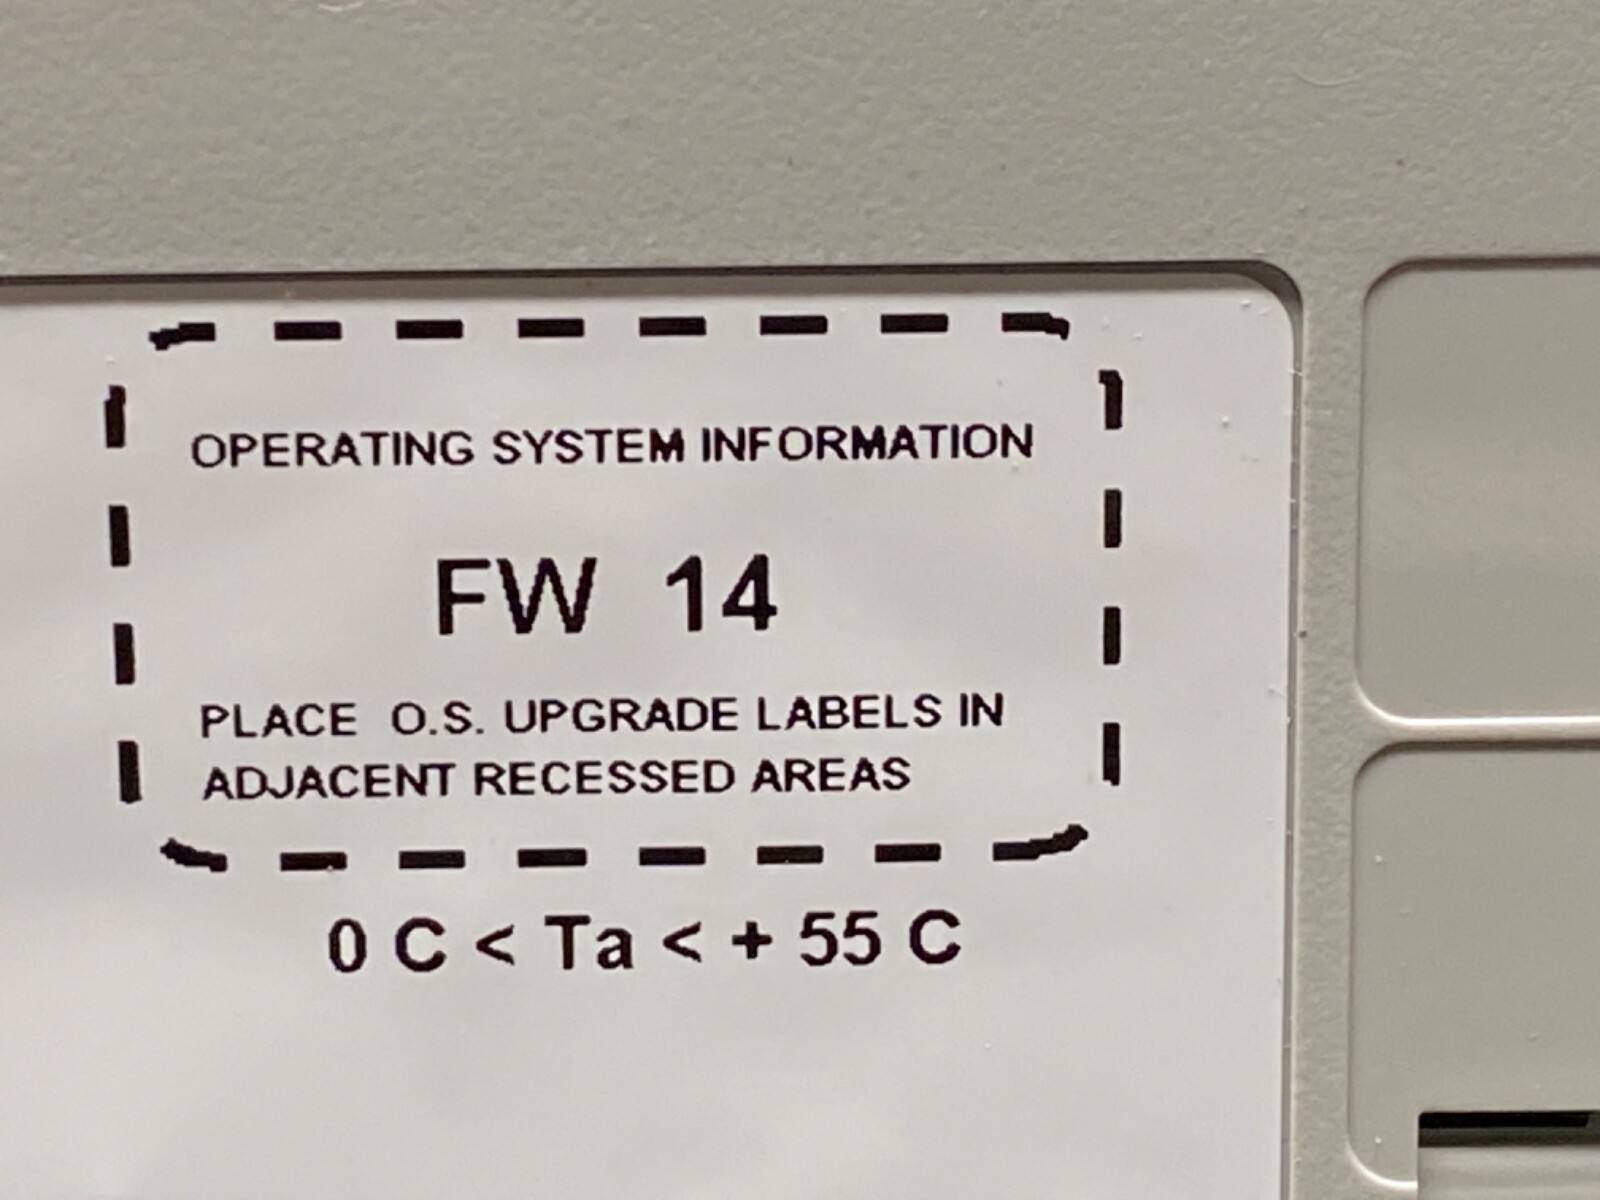 OPERATING SYSTEM INFORMATION
FW 14
PLACE O.S. UPGRADE LABELS IN
ADJACENT RECESSED AREAS
0 C < Ta < + 55 C